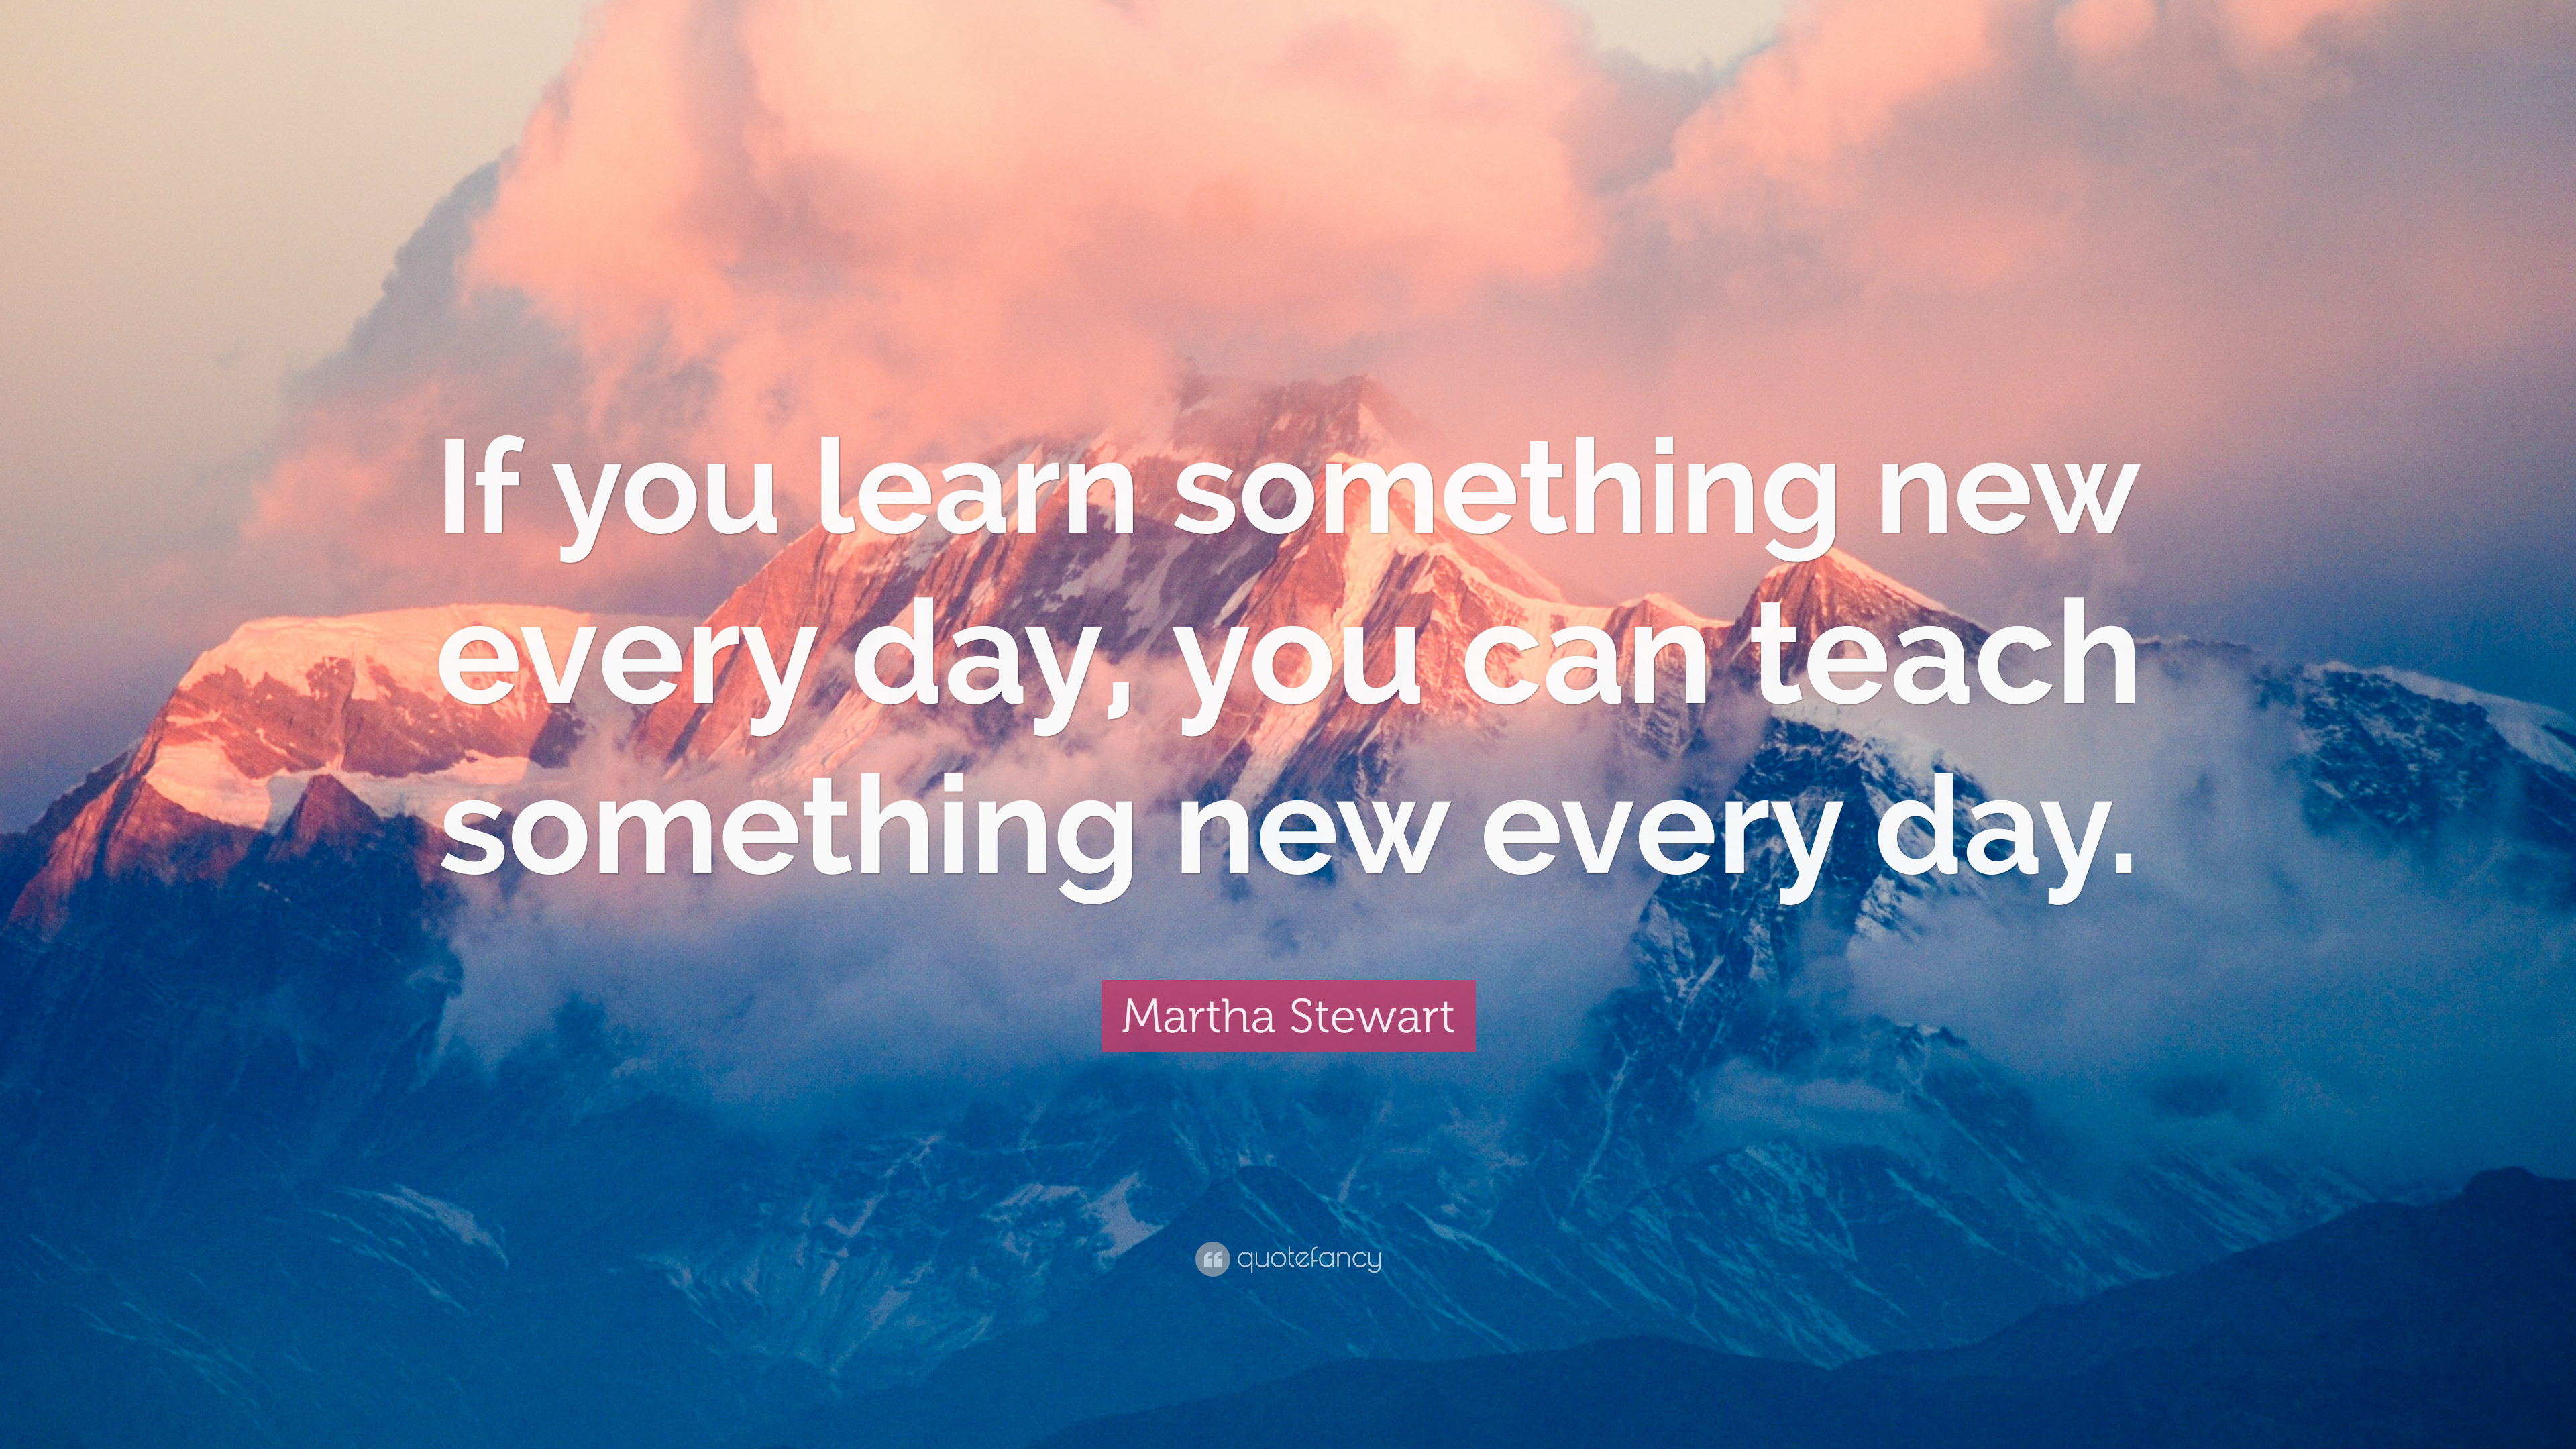 If you learn something new
every day, you can teach
something new every day.
Martha Stewart
quotefancy